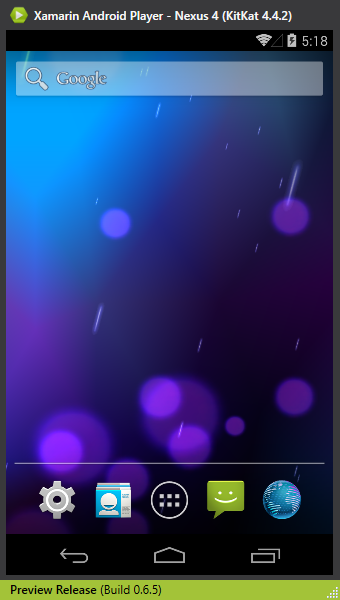 Xamarin Android Player - Nexus 4 (KitKat 4.4.2)
5:18
Google
Preview Release (Build 0.6.5)